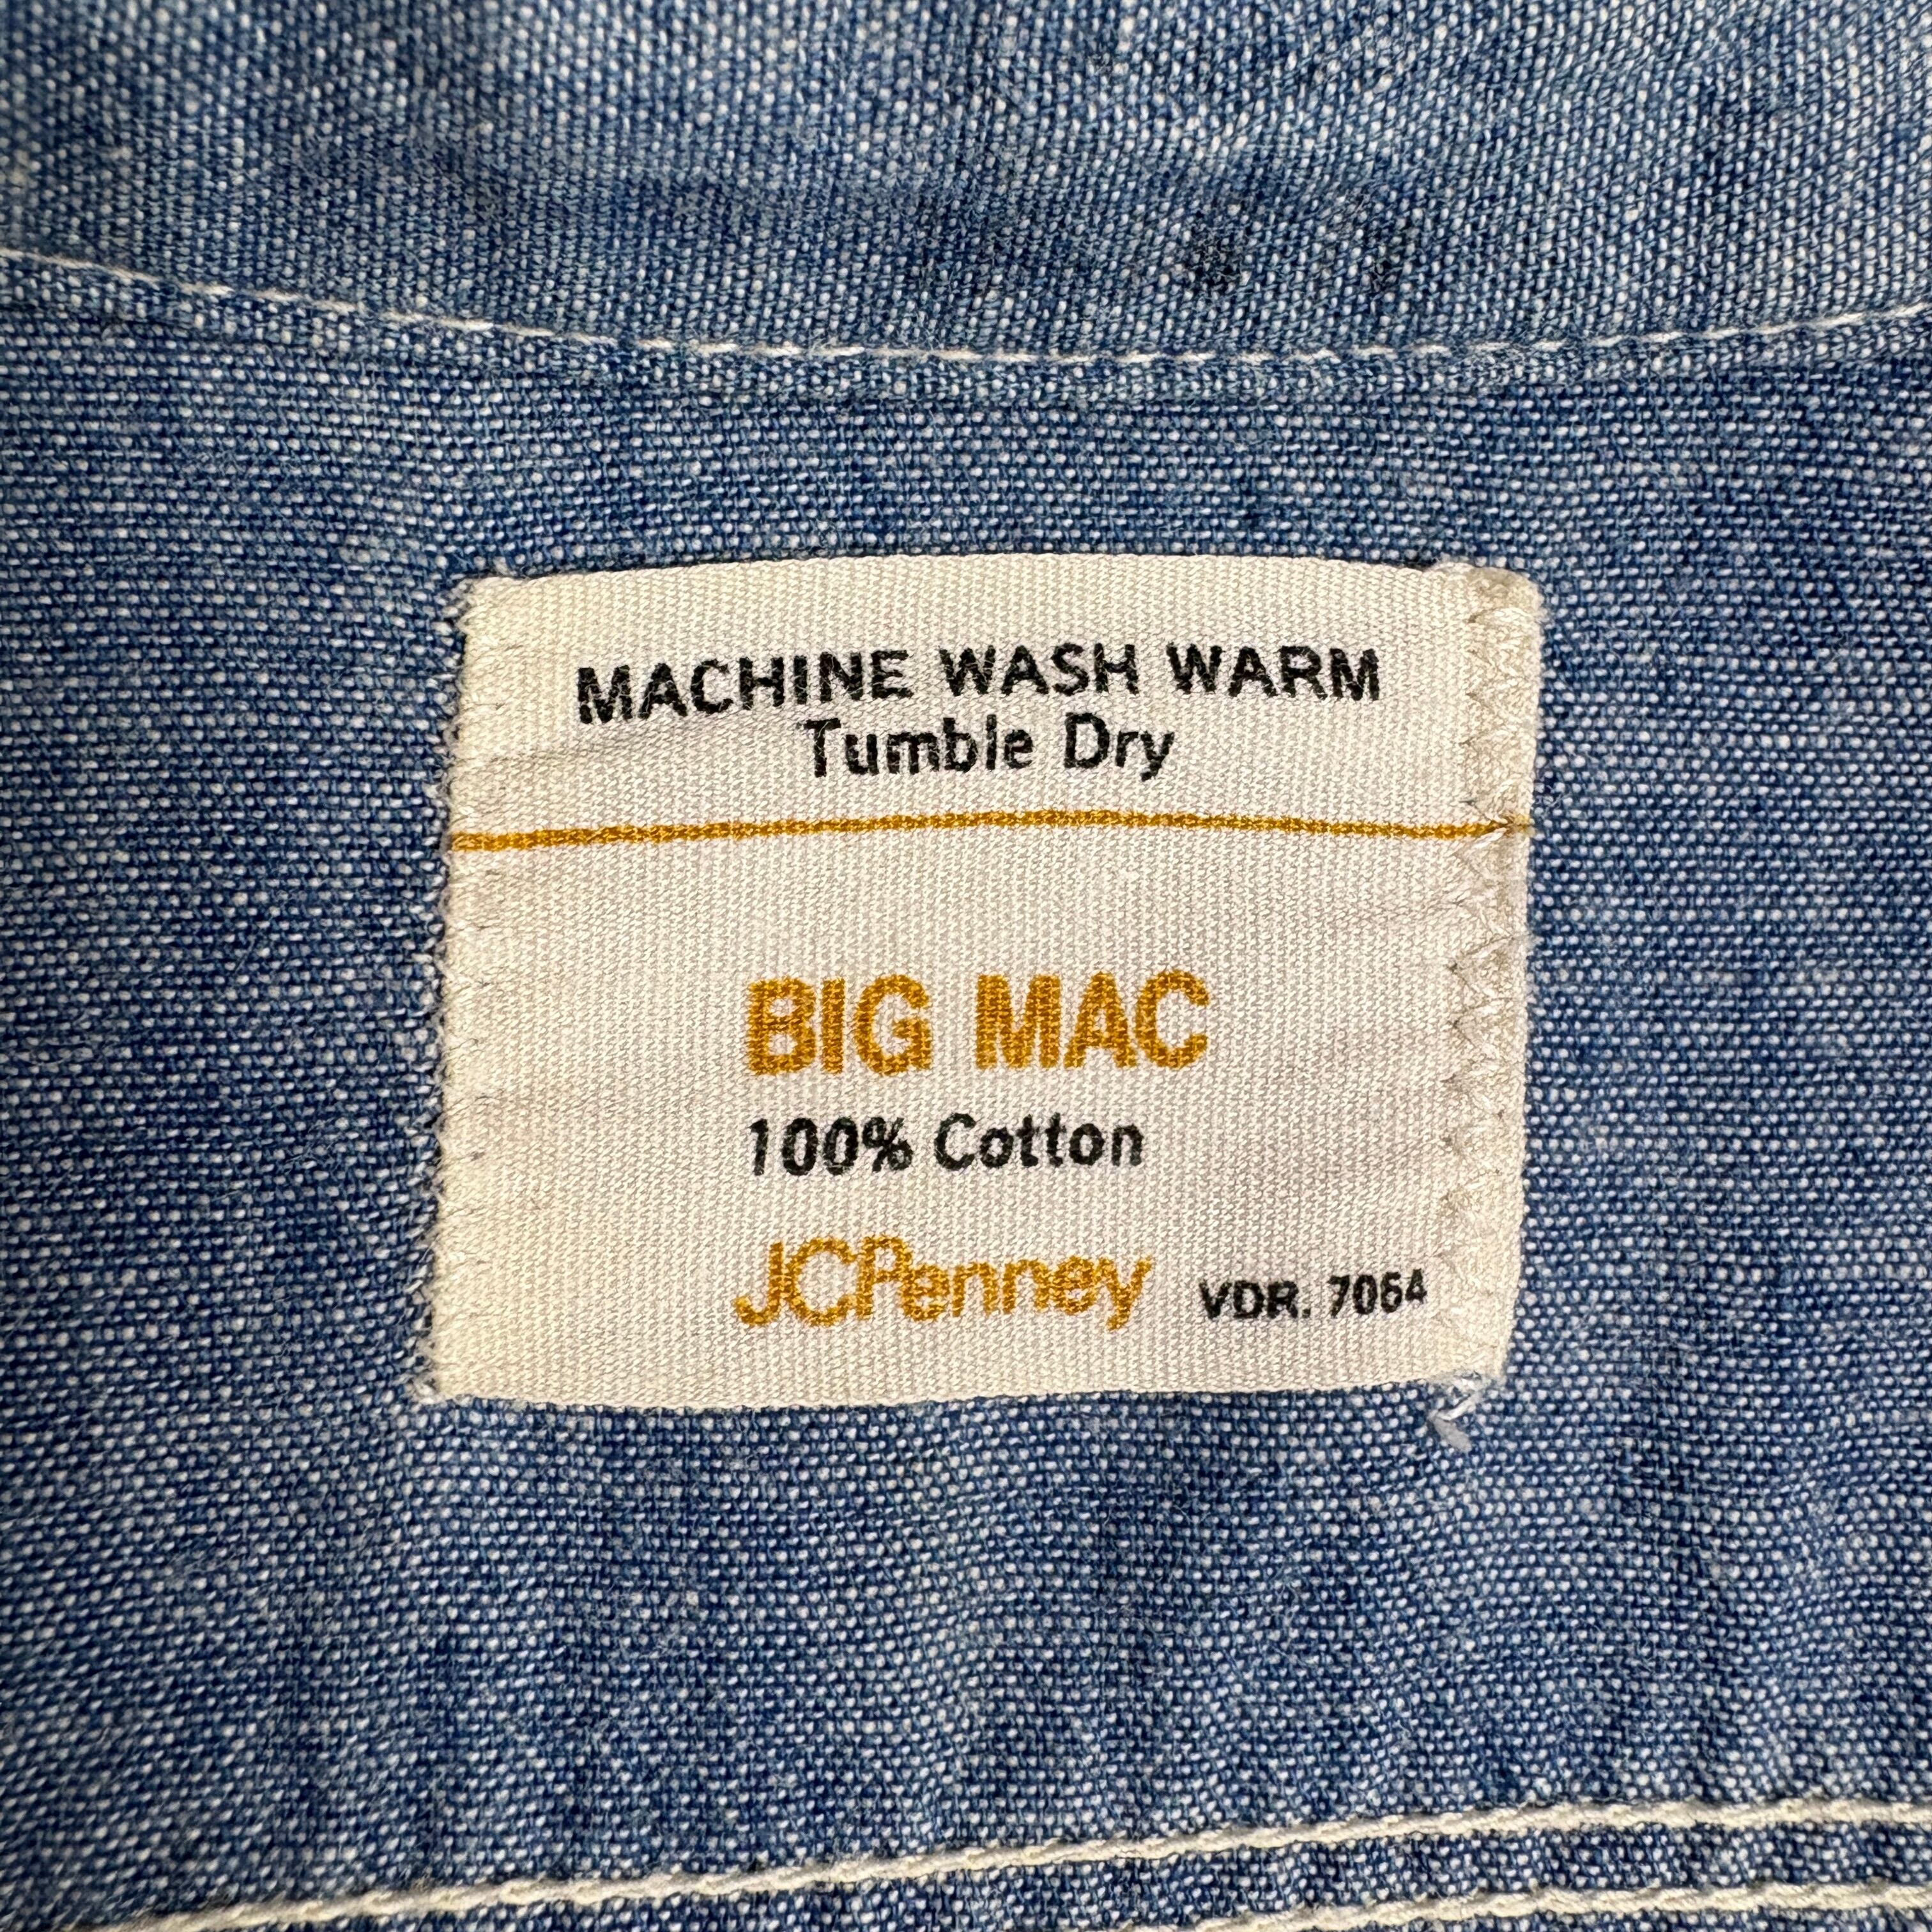 MACHINE WASH WARM
Tumble Dry
BIG MAC
100% Cotton
JCPenney VDR. 7064